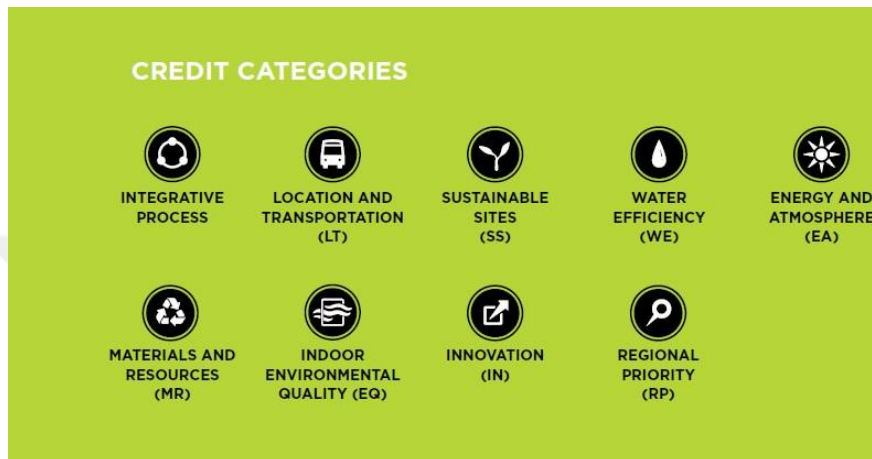 CREDIT CATEGORIES
INTEGRATIVE
PROCESS
LOCATION AND
TRANSPORTATION
(LT)
SUSTAINABLE
SITES
(SS)
WATER
EFFICIENCY
(WE)
ENERGY AND
ATMOSPHERE
(EA)
MATERIALS AND
RESOURCES
(MR)
INDOOR
ENVIRONMENTAL
QUALITY (EQ)
INNOVATION
(IN)
REGIONAL
PRIORITY
(RP)